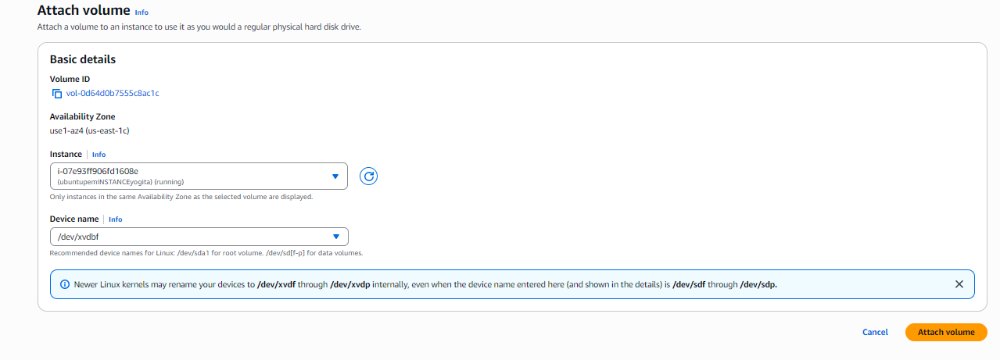 Attach volume Info
Attach a volume to an instance to use it as you would a regular physical hard disk drive.
Basic details
Volume ID
vol-0d64d0b7555c8ac1c
Availability Zone
use1-az4 (us-east-1c)
Instance Info
i-07e93ff906fd1608e
(ubuntupemINSTANCEyogita) (running)
Only instances in the same Availability Zone as the selected volume are displayed.
Device name Info
/dev/xvdbf
Recommended device names for Linux: /dev/sda1 for root volume. /dev/sd[f-p] for data volumes.
Newer Linux kernels may rename your devices to /dev/xvdf through /dev/xvdp internally, even when the device name entered here (and shown in the details) is /dev/sdf through /dev/sdp.
Cancel Attach volume